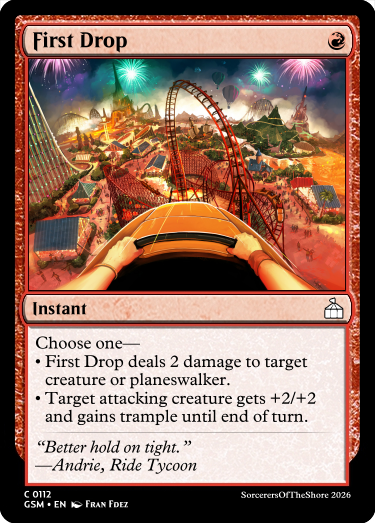 First Drop
Instant
Choose one—
• First Drop deals 2 damage to target
creature or planeswalker.
• Target attacking creature gets +2/+2
and gains trample until end of turn.
“Better hold on tight.”
—Andrie, Ride Tycoon
C 0112
GSM • EN Fran Fdez
SorcerersOfTheShore 2026